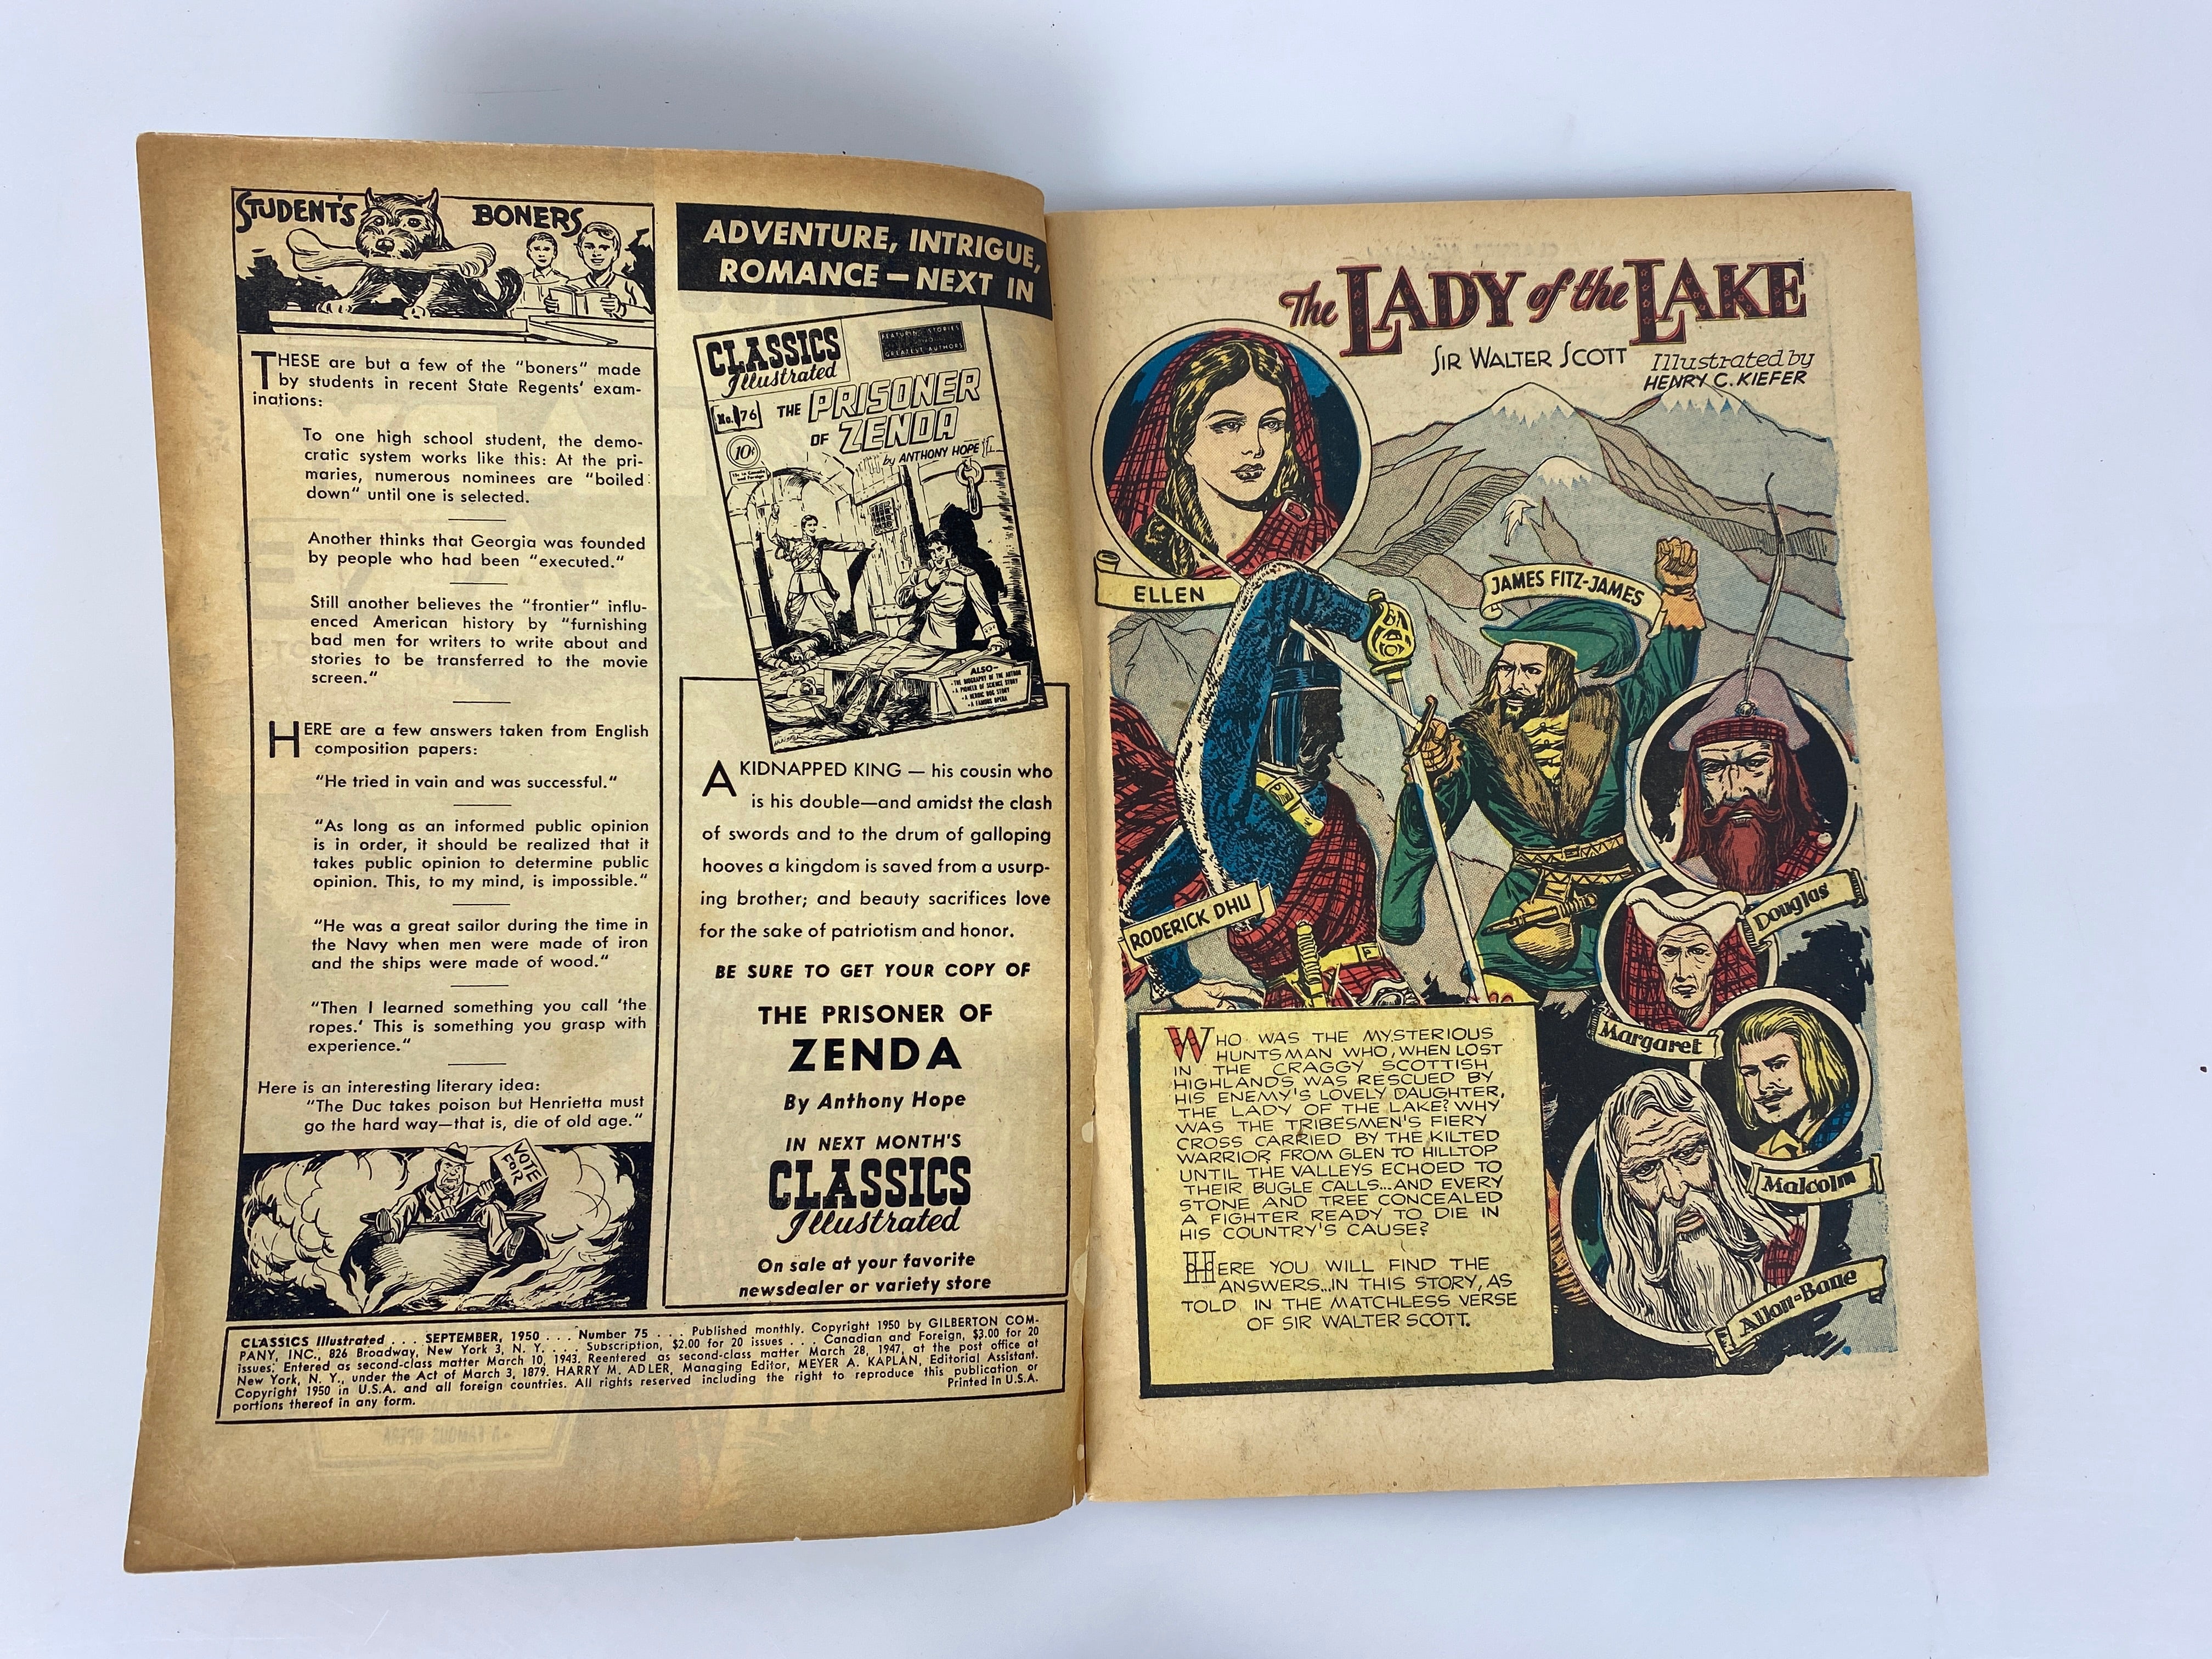 STUDENT'S BONERS
THESE are but a few of the "boners" made
by students in recent State Regents' exam-
inations:
To one high school student, the demo-
cratic system works like this: At the pri-
maries, numerous nominees are "boiled
down" until one is selected.
Another thinks that Georgia was founded
by people who had been "executed."
Still another believes the "frontier" influ-
enced American history by "furnishing
bad men for writers to write about and
stories to be transferred to the movie
screen."
HERE are a few answers taken from English
composition papers:
"He tried in vain and was successful."
"As long as an informed public opinion
is in order, it should be realized that it
takes public opinion to determine public
opinion. This, to my mind, is impossible."
"He was a great sailor during the time in
the Navy when men were made of iron
and the ships were made of wood."
"Then I learned something you call 'the
ropes.' This is something you grasp with
experience."
Here is an interesting literary idea:
"The Duc takes poison but Henrietta must
go the hard way—that is, die of old age."
VOTE
FOR
ADVENTURE, INTRIGUE,
ROMANCE — NEXT IN
CLASSICS
Illustrated
FEATURING STORIES
GREATEST AUTHORS
No. 76
THE PRISONER
OF ZENDA
by ANTHONY HOPE
10¢
ALSO—
• THE BIOGRAPHY OF THE AUTHOR
• A PIONEER OF SCIENCE STORY
• A HEROIC DOG STORY
• A FAMOUS OPERA
A KIDNAPPED KING — his cousin who
is his double—and amidst the clash
of swords and to the drum of galloping
hooves a kingdom is saved from a usurp-
ing brother; and beauty sacrifices love
for the sake of patriotism and honor.
BE SURE TO GET YOUR COPY OF
THE PRISONER OF
ZENDA
By Anthony Hope
IN NEXT MONTH'S
CLASSICS
Illustrated
On sale at your favorite
newsdealer or variety store
CLASSICS Illustrated . . . SEPTEMBER, 1950 . . . Number 75 . . . Published monthly. Copyright 1950 by GILBERTON COM-
PANY, INC., 826 Broadway, New York 3, N. Y. . . . Subscription, $2.00 for 20 issues . . . Canadian and Foreign, $3.00 for 20
issues. Entered as second-class matter March 10, 1943. Reentered as second-class matter March 28, 1947, at the post office at
New York, N. Y., under the Act of March 3, 1879. HARRY M. ADLER, Managing Editor, MEYER A. KAPLAN, Editorial Assistant.
Copyright 1950 in U.S.A. and all foreign countries. All rights reserved including the right to reproduce this publication or
portions thereof in any form. Printed in U.S.A.
The LADY of the LAKE
SIR WALTER SCOTT
Illustrated by
HENRY C. KIEFER
ELLEN
JAMES FITZ-JAMES
RODERICK DHU
Douglas
Margaret
Malcolm
Allan-Bane
WHO WAS THE MYSTERIOUS
HUNTSMAN WHO, WHEN LOST
IN THE CRAGGY SCOTTISH
HIGHLANDS WAS RESCUED BY
HIS ENEMY'S LOVELY DAUGHTER,
THE LADY OF THE LAKE? WHY
WAS THE TRIBESMEN'S FIERY
CROSS CARRIED BY THE KILTED
WARRIOR FROM GLEN TO HILLTOP
UNTIL THE VALLEYS ECHOED TO
THEIR BUGLE CALLS...AND EVERY
STONE AND TREE CONCEALED
A FIGHTER READY TO DIE IN
HIS COUNTRY'S CAUSE?
HERE YOU WILL FIND THE
ANSWERS...IN THIS STORY, AS
TOLD IN THE MATCHLESS VERSE
OF SIR WALTER SCOTT.